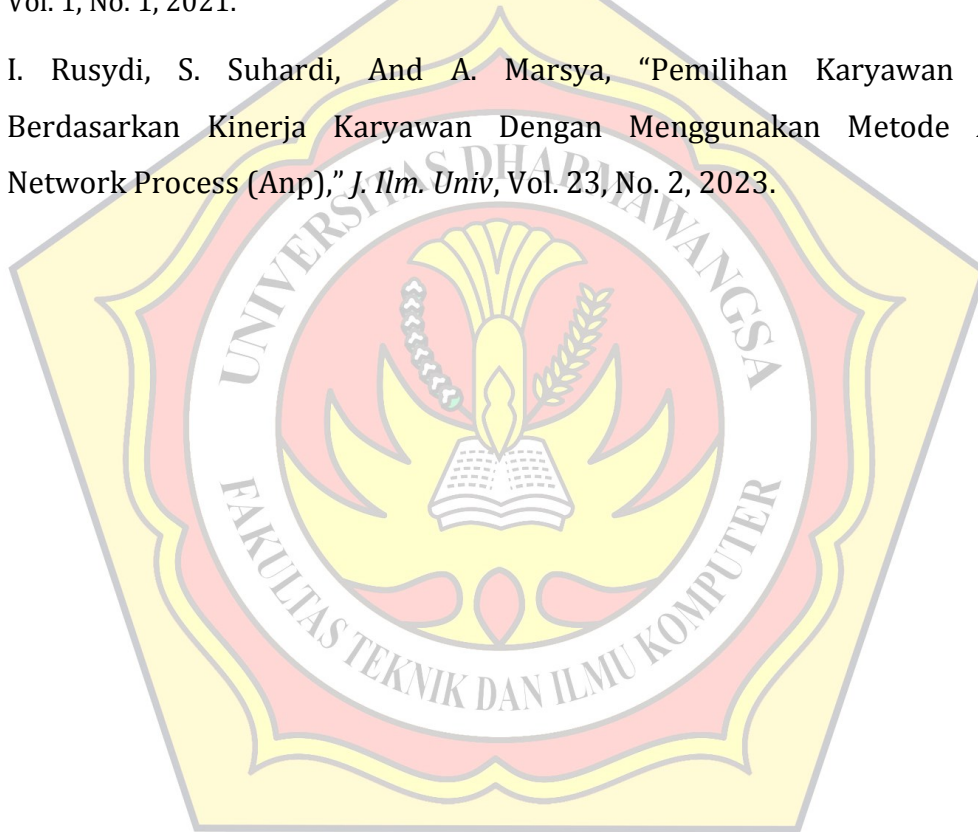 Vol. 1, No. 1, 2021.
I. Rusydi, S. Suhardi, And A. Marsya, “Pemilihan Karyawan
Berdasarkan Kinerja Karyawan Dengan Menggunakan Metode
Network Process (Anp),” J. Ilm. Univ, Vol. 23, No. 2, 2023.
UNIVERSITAS DHARMAWANGSA
FAKULTAS TEKNIK DAN ILMU KOMPUTER